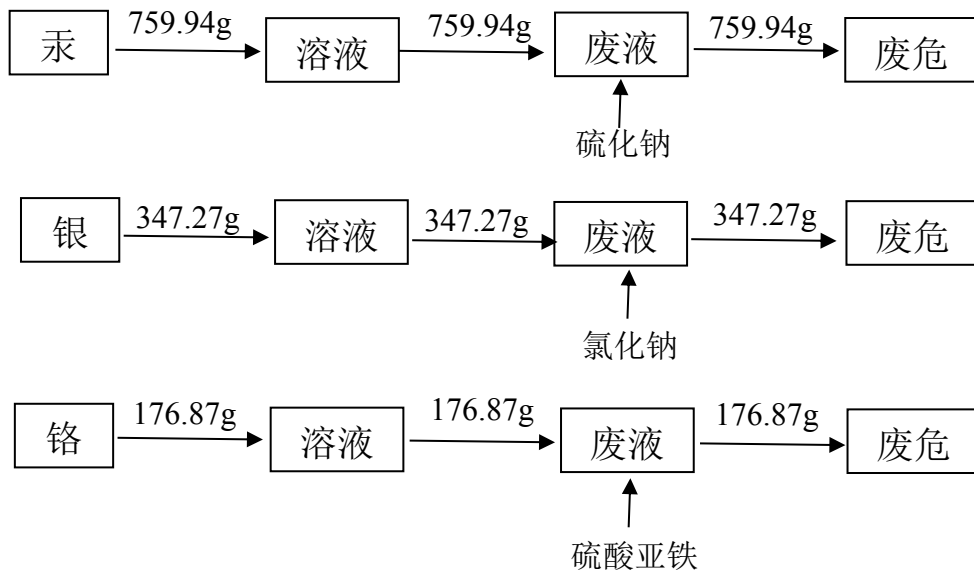 759.94g 759.94g 759.94g
汞 溶液 废液 废危
硫化钠
347.27g 347.27g 347.27g
银 溶液 废液 废危
氯化钠
176.87g 176.87g 176.87g
铬 溶液 废液 废危
硫酸亚铁